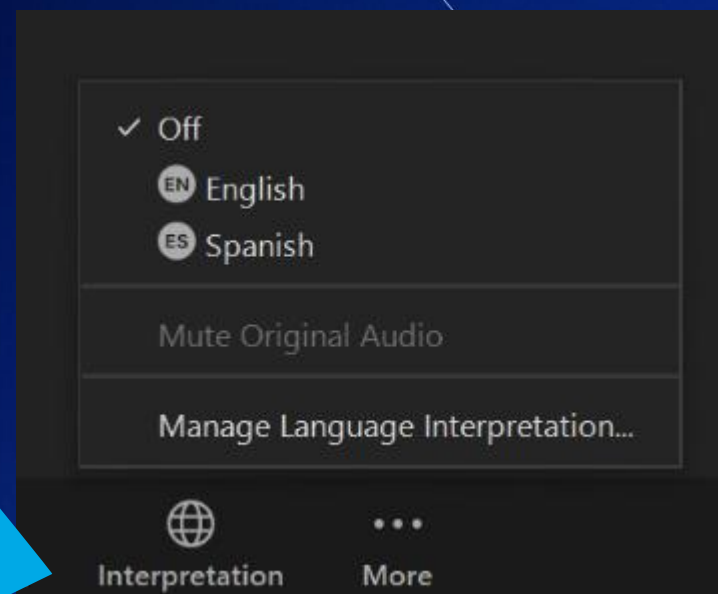 ✓ Off
EN English
ES Spanish
Mute Original Audio
Manage Language Interpretation...
Interpretation
More